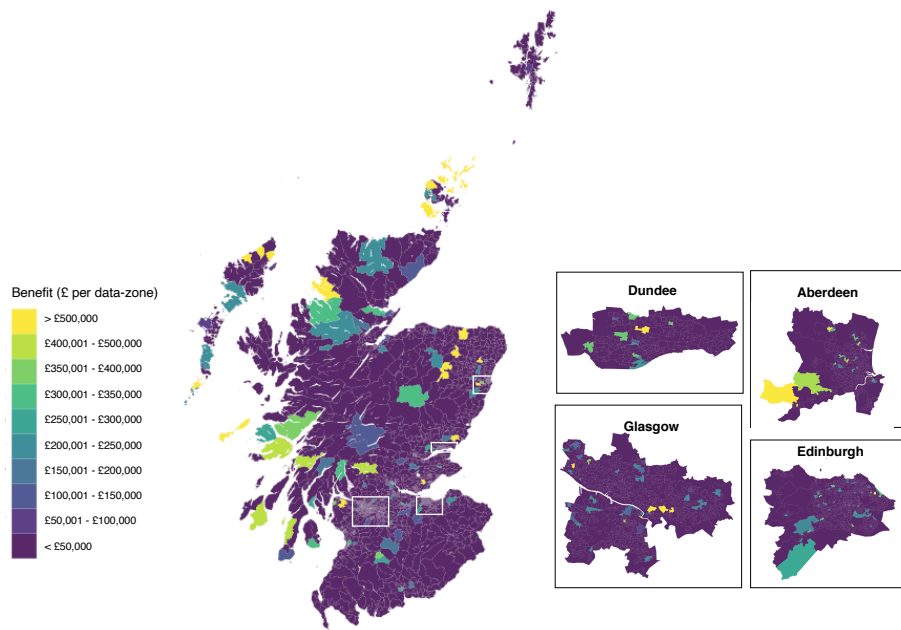 Benefit (£ per data-zone)
> £500,000
£400,001 - £500,000
£350,001 - £400,000
£300,001 - £350,000
£250,001 - £300,000
£200,001 - £250,000
£150,001 - £200,000
£100,001 - £150,000
£50,001 - £100,000
< £50,000
Dundee
Aberdeen
Glasgow
Edinburgh